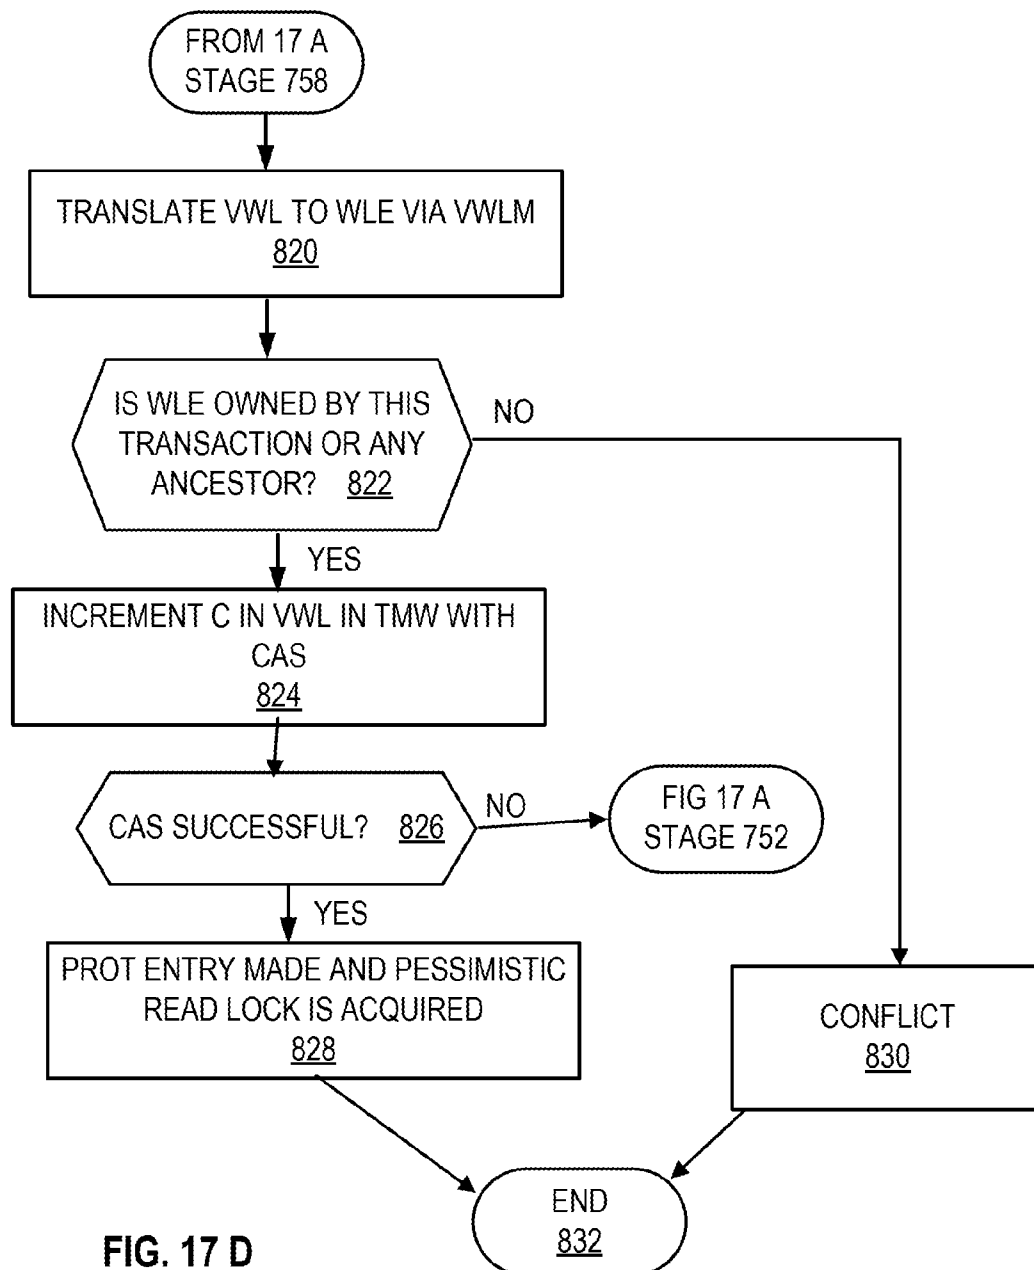 FROM 17 A
STAGE 758
TRANSLATE VWL TO WLE VIA VWLM
820
IS WLE OWNED BY THIS
TRANSACTION OR ANY
ANCESTOR? 822
NO
YES
INCREMENT C IN VWL IN TMW WITH
CAS
824
CAS SUCCESSFUL? 826
NO
FIG 17 A
STAGE 752
YES
PROT ENTRY MADE AND PESSIMISTIC
READ LOCK IS ACQUIRED
828
CONFLICT
830
END
832
FIG. 17 D